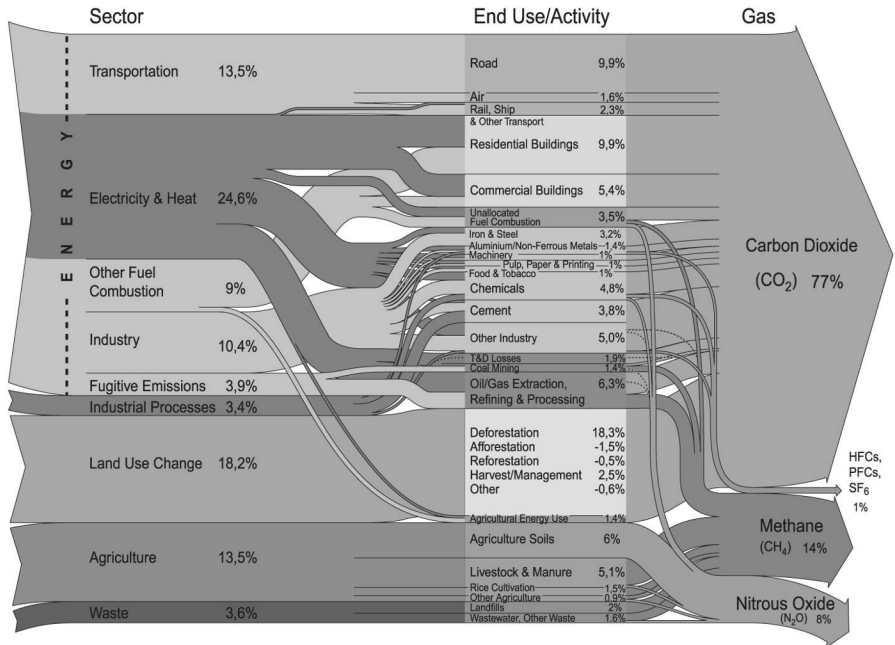 Sector
End Use/Activity
Gas
ENERGY
Transportation 13,5%
Electricity & Heat 24,6%
Other Fuel
Combustion 9%
Industry 10,4%
Fugitive Emissions 3,9%
Industrial Processes 3,4%
Land Use Change 18,2%
Agriculture 13,5%
Waste 3,6%
Road 9,9%
Air 1,6%
Rail, Ship 2,3%
& Other Transport
Residential Buildings 9,9%
Commercial Buildings 5,4%
Unallocated
Fuel Combustion 3,5%
Iron & Steel 3,2%
Aluminium/Non-Ferrous Metals 1,4%
Machinery 1%
Pulp, Paper & Printing 1%
Food & Tobacco 1%
Chemicals 4,8%
Cement 3,8%
Other Industry 5,0%
T&D Losses 1,9%
Coal Mining 1,4%
Oil/Gas Extraction, 6,3%
Refining & Processing
Deforestation 18,3%
Afforestation -1,5%
Reforestation -0,5%
Harvest/Management 2,5%
Other -0,6%
Agricultural Energy Use 1,4%
Agriculture Soils 6%
Livestock & Manure 5,1%
Rice Cultivation 1,5%
Other Agriculture 0,9%
Landfills 2%
Wastewater, Other Waste 1,6%
Carbon Dioxide
(CO₂) 77%
HFCs,
PFCs,
SF₆
1%
Methane
(CH₄) 14%
Nitrous Oxide
(N₂O) 8%